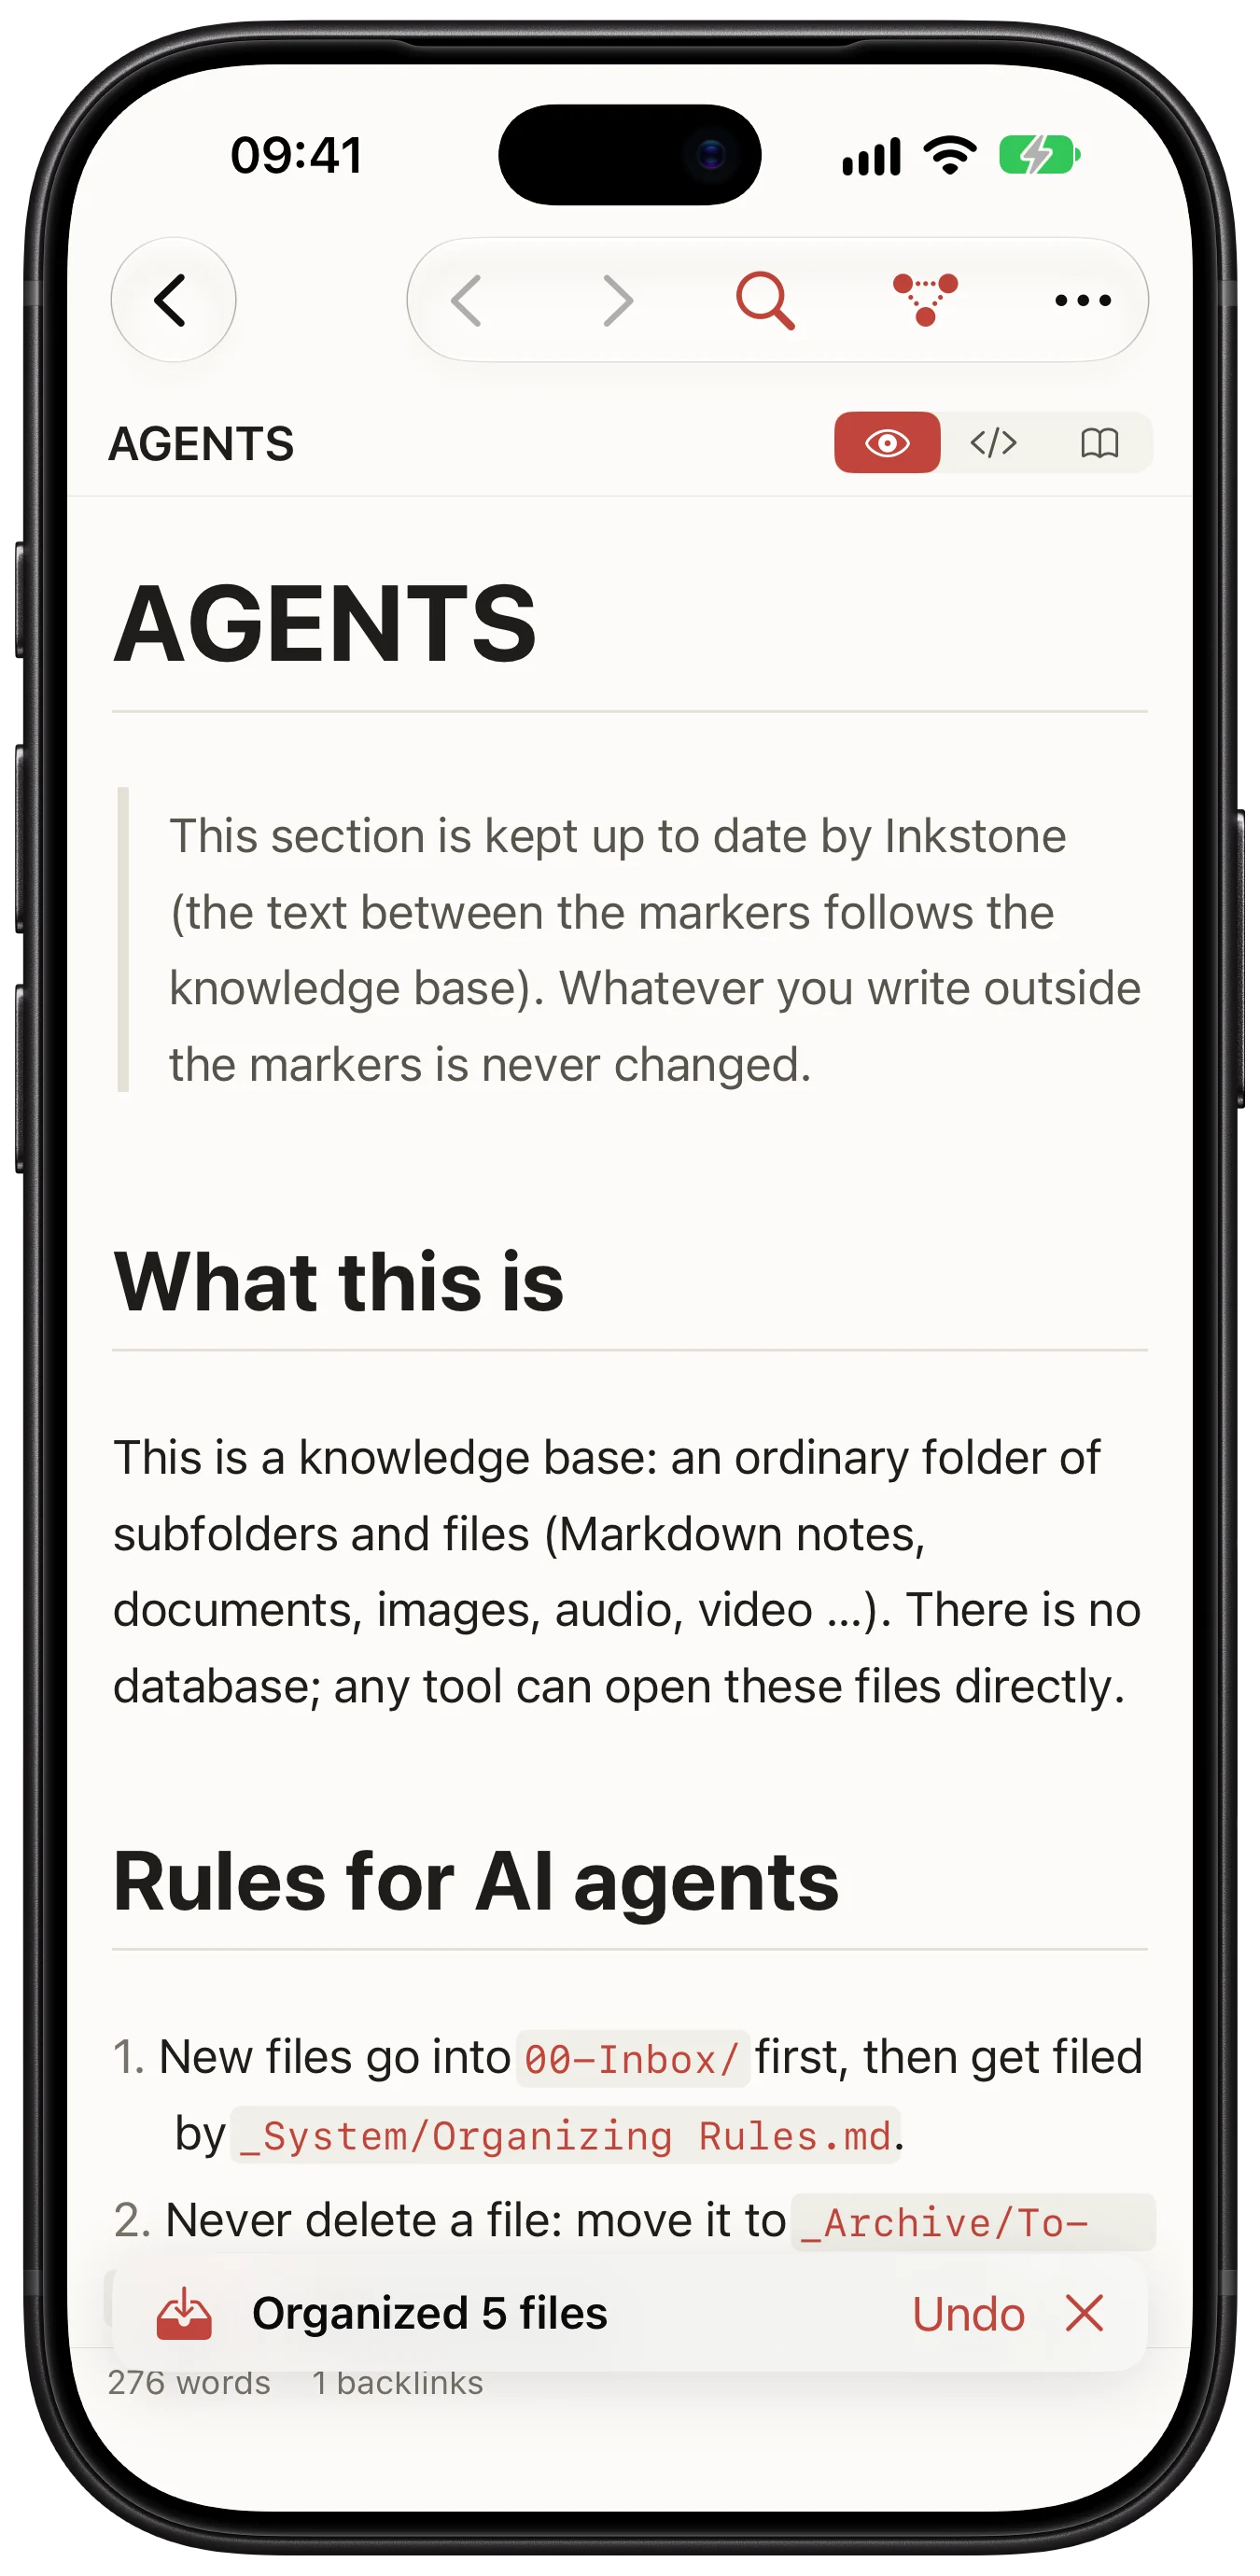 09:41
AGENTS
</>
AGENTS
This section is kept up to date by Inkstone
(the text between the markers follows the
knowledge base). Whatever you write outside
the markers is never changed.
What this is
This is a knowledge base: an ordinary folder of
subfolders and files (Markdown notes,
documents, images, audio, video ...). There is no
database; any tool can open these files directly.
Rules for AI agents
1. New files go into 00-Inbox/ first, then get filed
by _System/Organizing Rules.md.
2. Never delete a file: move it to _Archive/To-
Organized 5 files Undo
276 words 1 backlinks